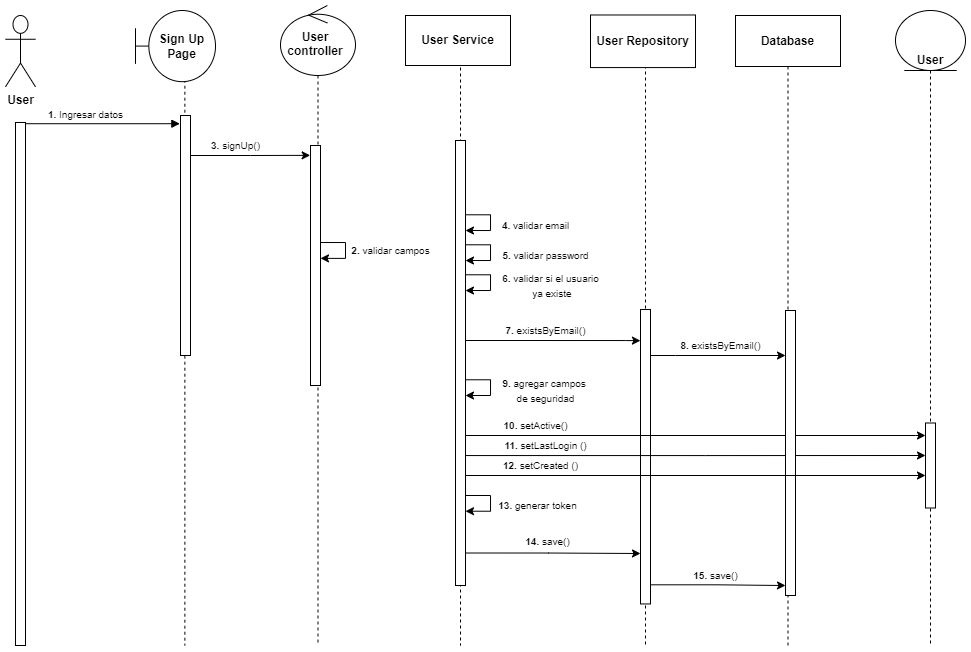 User
Sign Up
Page
User
controller
User Service
User Repository
Database
User
1. Ingresar datos
3. signUp()
2. validar campos
4. validar email
5. validar password
6. validar si el usuario
ya existe
7. existsByEmail()
8. existsByEmail()
9. agregar campos
de seguridad
10. setActive()
11. setLastLogin ()
12. setCreated ()
13. generar token
14. save()
15. save()